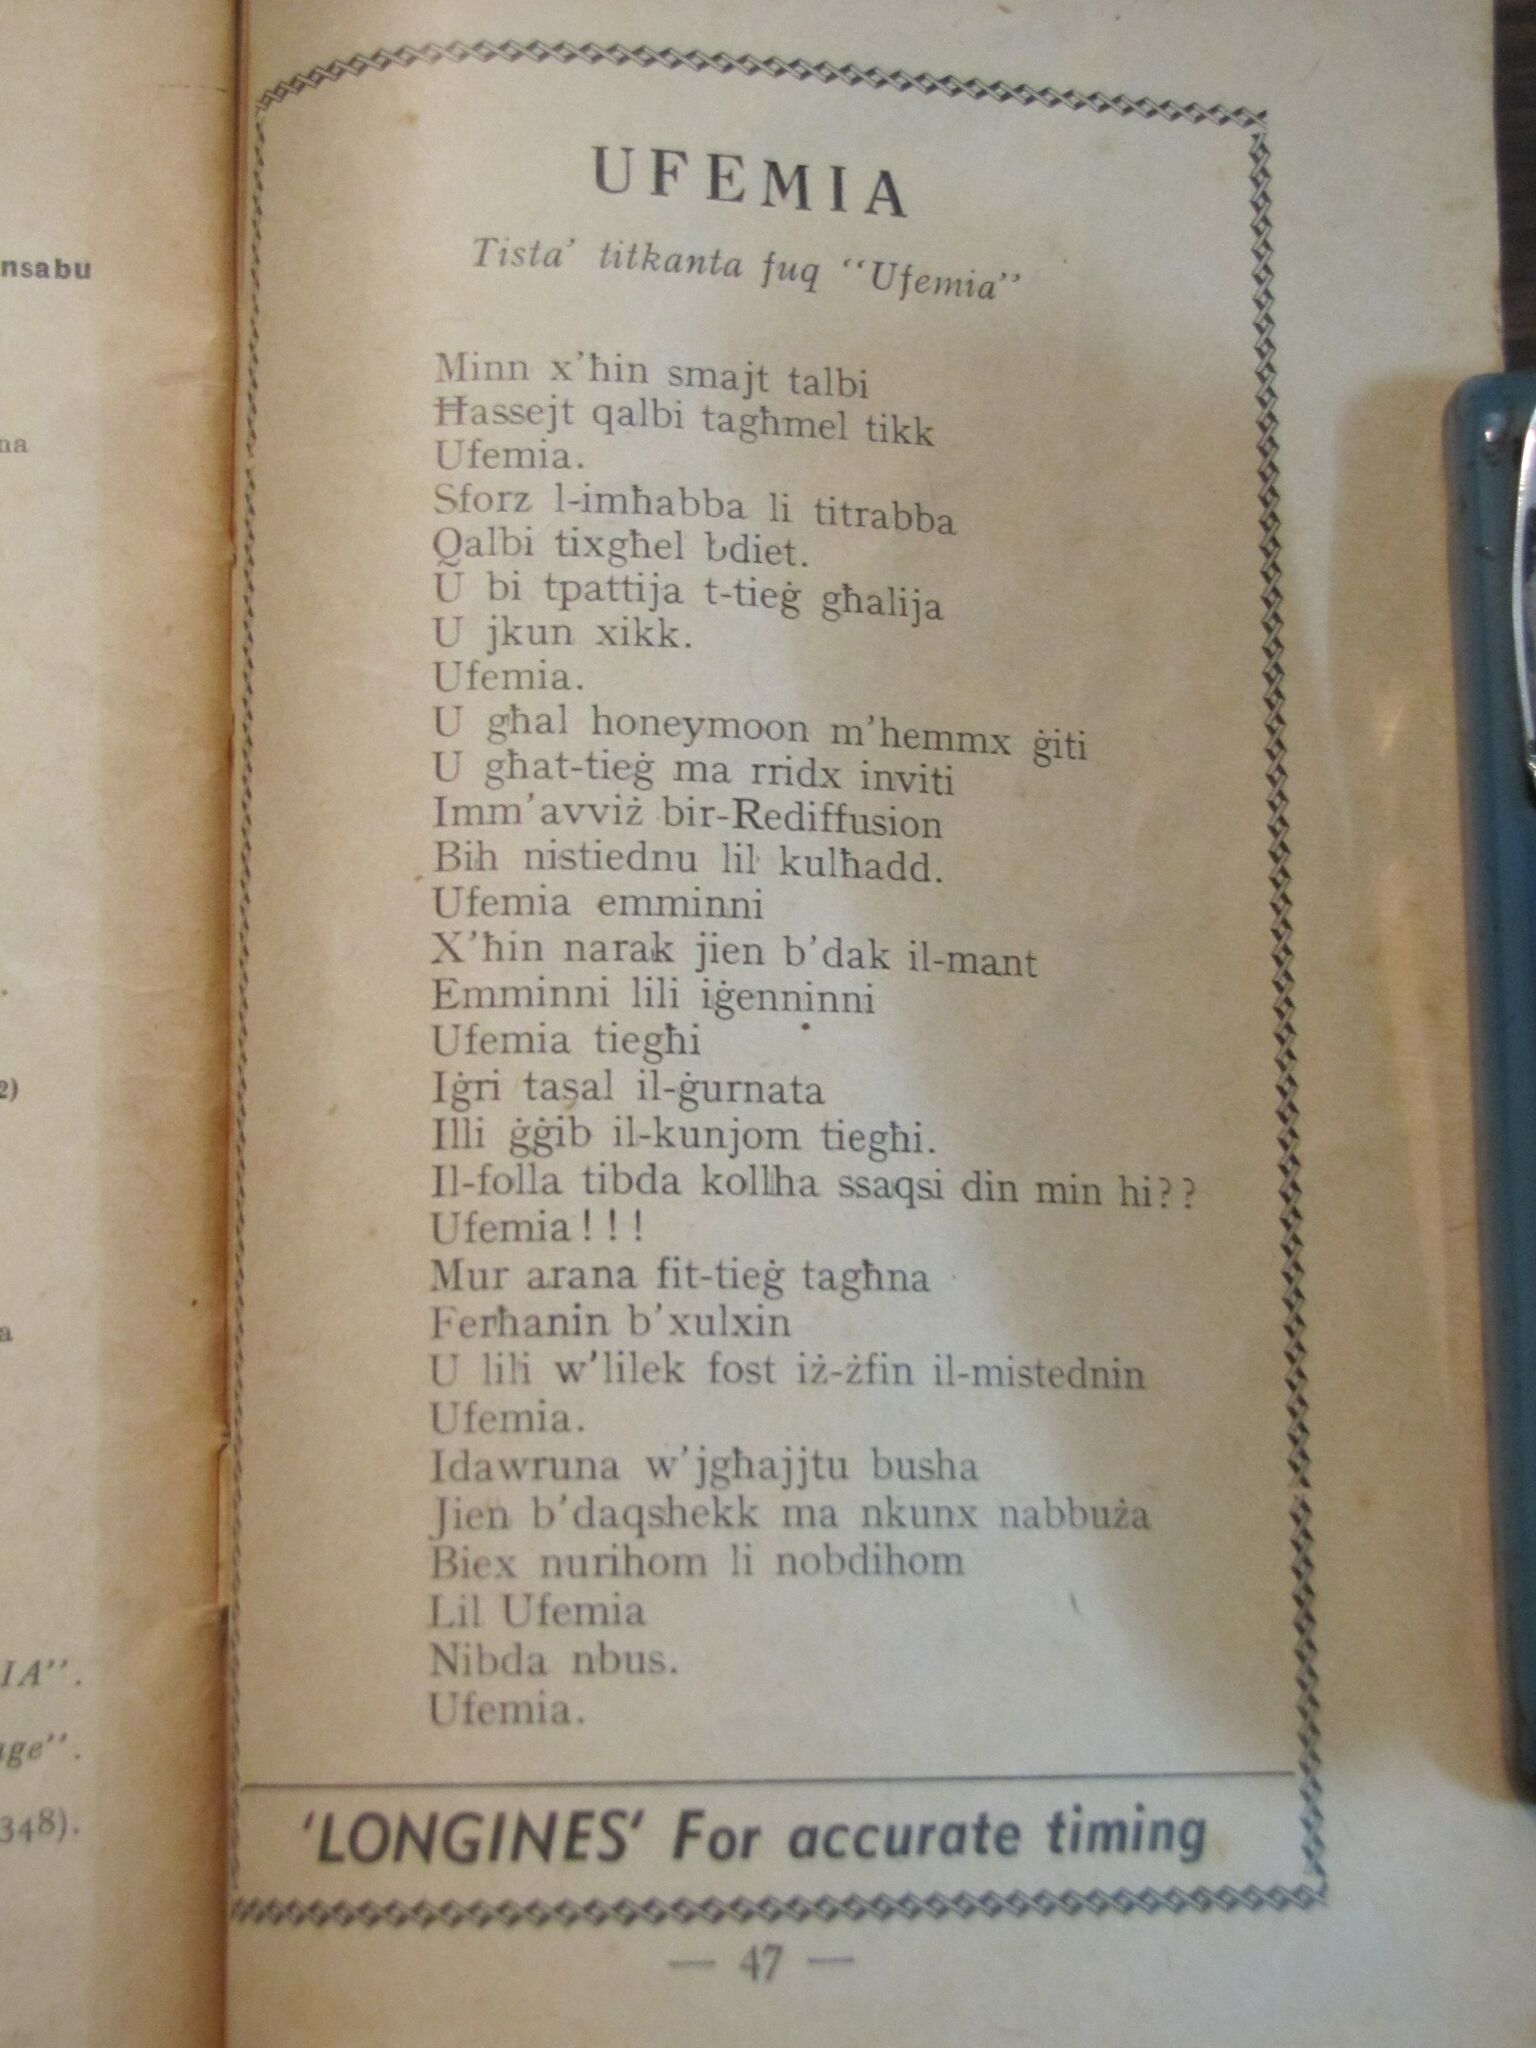 nsabu
na
2)
a
IA".
age".
348).
UFEMIA
Tista' titkanta fuq "Ufemia"
Minn x'ħin smajt talbi
Ħassejt qalbi tagħmel tikk
Ufemia.
Sforz l-imħabba li titrabba
Qalbi tixgħel bdiet.
U bi tpattija t-tieġ għalija
U jkun xikk.
Ufemia.
U għal honeymoon m'hemmx ġiti
U għat-tieġ ma rridx inviti
Imm'avviż bir-Rediffusion
Bih nistiednu lil kulħadd.
Ufemia emminni
X'ħin narak jien b'dak il-mant
Emminni lili iġenninni
Ufemia tiegħi
Iġri tasal il-ġurnata
Illi ġġib il-kunjom tiegħi.
Il-folla tibda kollha ssaqsi din min hi??
Ufemia!!!
Mur arana fit-tieġ tagħna
Ferħanin b'xulxin
U lili w'lilek fost iż-żfin il-mistednin
Ufemia.
Idawruna w'jgħajjtu busha
Jien b'daqshekk ma nkunx nabbuża
Biex nurihom li nobdihom
Lil Ufemia
Nibda nbus.
Ufemia.
'LONGINES' For accurate timing
— 47 —